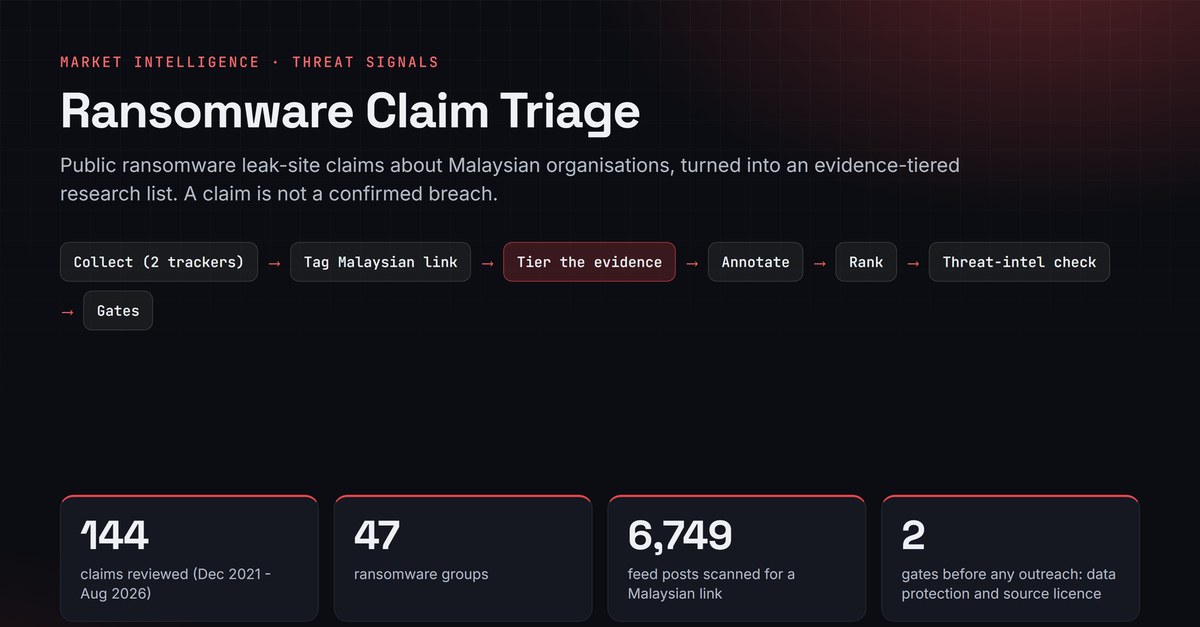 MARKET INTELLIGENCE · THREAT SIGNALS
Ransomware Claim Triage
Public ransomware leak-site claims about Malaysian organisations, turned into an evidence-tiered
research list. A claim is not a confirmed breach.
Collect (2 trackers) → Tag Malaysian link → Tier the evidence → Annotate → Rank → Threat-intel check
→ Gates
144
claims reviewed (Dec 2021 -
Aug 2026)
47
ransomware groups
6,749
feed posts scanned for a
Malaysian link
2
gates before any outreach: data
protection and source licence